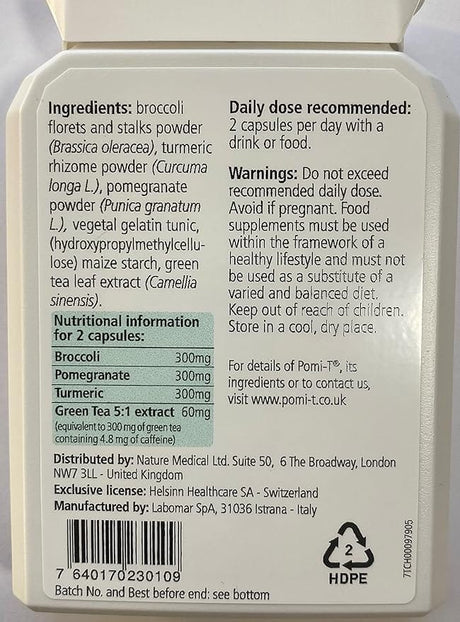 Ingredients: broccoli
florets and stalks powder
(Brassica oleracea), turmeric
rhizome powder (Curcuma
longa L.), pomegranate
powder (Punica granatum
L.), vegetal gelatin tunic,
(hydroxypropylmethylcellu-
lose) maize starch, green
tea leaf extract (Camellia
sinensis).
Nutritional information
for 2 capsules:
Broccoli 300mg
Pomegranate 300mg
Turmeric 300mg
Green Tea 5:1 extract 60mg
(equivalent to 300 mg of green tea
containing 4.8 mg of caffeine)
Daily dose recommended:
2 capsules per day with a
drink or food.
Warnings: Do not exceed
recommended daily dose.
Avoid if pregnant. Food
supplements must be used
within the framework of a
healthy lifestyle and must not
be used as a substitute of a
varied and balanced diet.
Keep out of reach of children.
Store in a cool, dry place.
For details of Pomi-T®, its
ingredients or to contact us,
visit www.pomi-t.co.uk
Distributed by: Nature Medical Ltd. Suite 50, 6 The Broadway, London
NW7 3LL - United Kingdom
Exclusive license: Helsinn Healthcare SA - Switzerland
Manufactured by: Labomar SpA, 31036 Istrana - Italy
7 640170 230109
Batch No. and Best before end: see bottom
2
HDPE
7TCH00097905